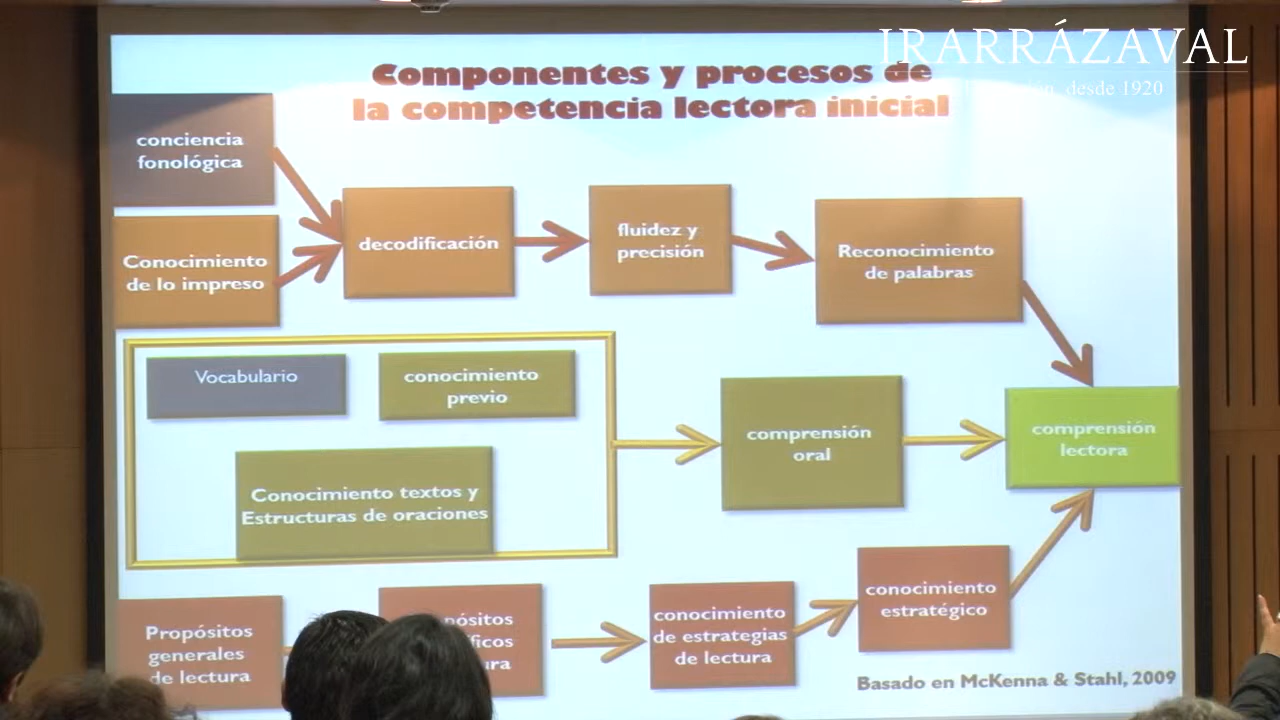 IRARRÁZAVAL
desde 1920
Componentes y procesos de
la competencia lectora inicial
conciencia
fonológica
Conocimiento
de lo impreso
decodificación
fluidez y
precisión
Reconocimiento
de palabras
Vocabulario
conocimiento
previo
Conocimiento textos y
Estructuras de oraciones
comprensión
oral
comprensión
lectora
Propósitos
generales
de lectura
conocimiento
de estrategias
de lectura
conocimiento
estratégico
Basado en McKenna & Stahl, 2009